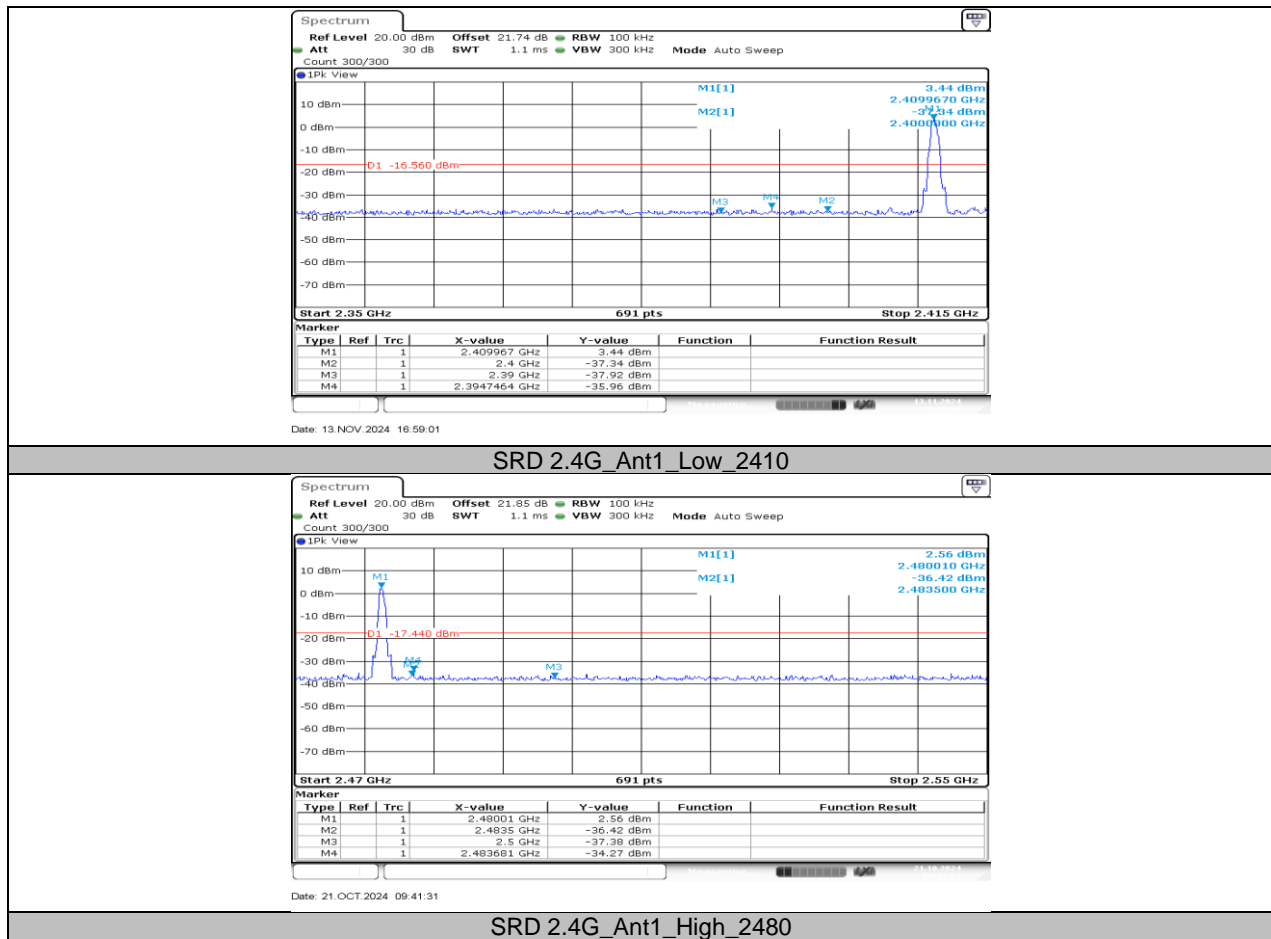 Spectrum
Ref Level 20.00 dBm Offset 21.74 dB RBW 100 kHz
Att 30 dB SWT 1.1 ms VBW 300 kHz Mode Auto Sweep
Count 300/300
1Pk View
M1[1] 3.44 dBm
2.4099670 GHz
M2[1] -37.34 dBm
2.4000000 GHz
M1
10 dBm
0 dBm
-10 dBm
D1 -16.560 dBm
-20 dBm
-30 dBm
M3 M4 M2
-40 dBm
-50 dBm
-60 dBm
-70 dBm
Start 2.35 GHz 691 pts Stop 2.415 GHz
Marker
Type Ref Trc X-value Y-value Function Function Result
M1 1 2.409967 GHz 3.44 dBm
M2 1 2.4 GHz -37.34 dBm
M3 1 2.39 GHz -37.92 dBm
M4 1 2.3947464 GHz -35.96 dBm
Measuring 13.11.2024
Date: 13.NOV.2024 16:59:01
SRD 2.4G_Ant1_Low_2410
Spectrum
Ref Level 20.00 dBm Offset 21.85 dB RBW 100 kHz
Att 30 dB SWT 1.1 ms VBW 300 kHz Mode Auto Sweep
Count 300/300
1Pk View
M1[1] 2.56 dBm
2.480010 GHz
M2[1] -36.42 dBm
2.483500 GHz
10 dBm
M1
0 dBm
-10 dBm
D1 -17.440 dBm
-20 dBm
-30 dBm
M4
M3
-40 dBm
-50 dBm
-60 dBm
-70 dBm
Start 2.47 GHz 691 pts Stop 2.55 GHz
Marker
Type Ref Trc X-value Y-value Function Function Result
M1 1 2.48001 GHz 2.56 dBm
M2 1 2.4835 GHz -36.42 dBm
M3 1 2.5 GHz -37.38 dBm
M4 1 2.483681 GHz -34.27 dBm
Measuring 21.10.2024
Date: 21.OCT.2024 09:41:31
SRD 2.4G_Ant1_High_2480